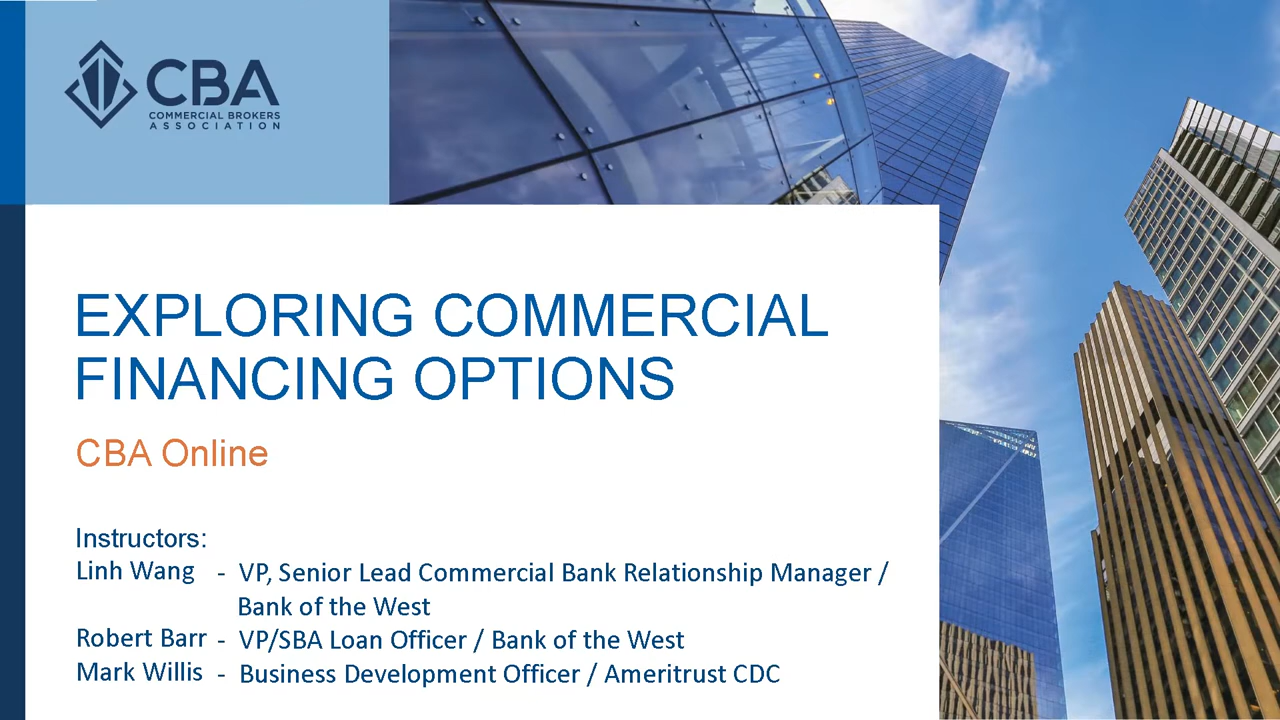 CBA
COMMERCIAL BROKERS
ASSOCIATION
EXPLORING COMMERCIAL
FINANCING OPTIONS
CBA Online
Instructors:
Linh Wang - VP, Senior Lead Commercial Bank Relationship Manager /
Bank of the West
Robert Barr - VP/SBA Loan Officer / Bank of the West
Mark Willis - Business Development Officer / Ameritrust CDC